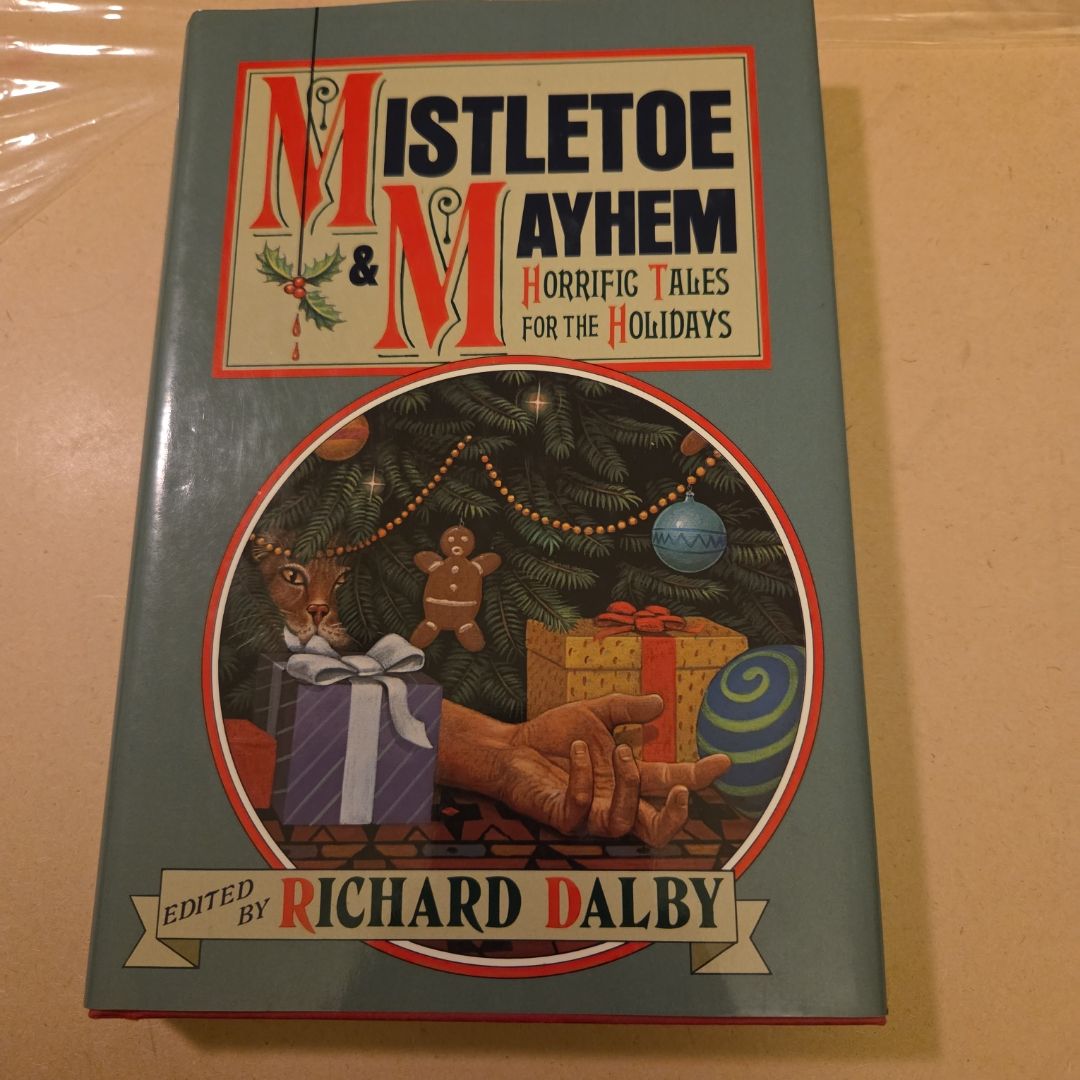 MISTLETOE
& MAYHEM
HORRIFIC TALES
FOR THE HOLIDAYS
EDITED BY RICHARD DALBY